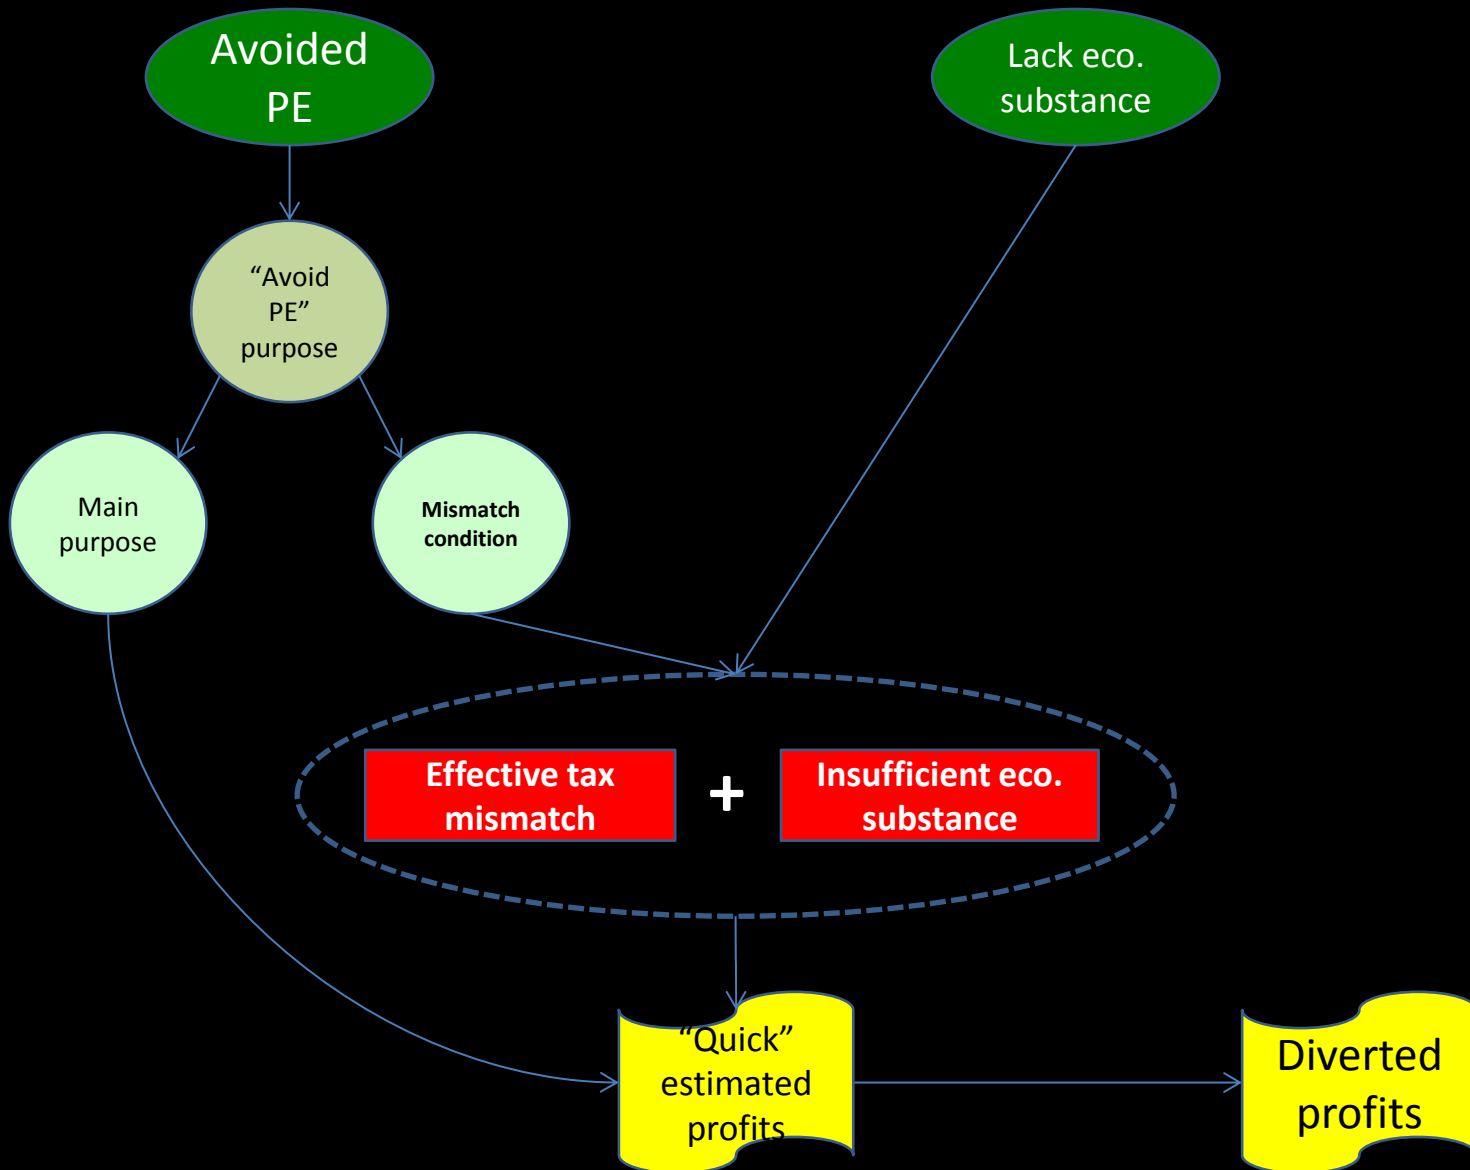 Avoided
PE
Lack eco.
substance
“Avoid
PE”
purpose
Main
purpose
Mismatch
condition
Effective tax
mismatch
+
Insufficient eco.
substance
“Quick”
estimated
profits
Diverted
profits